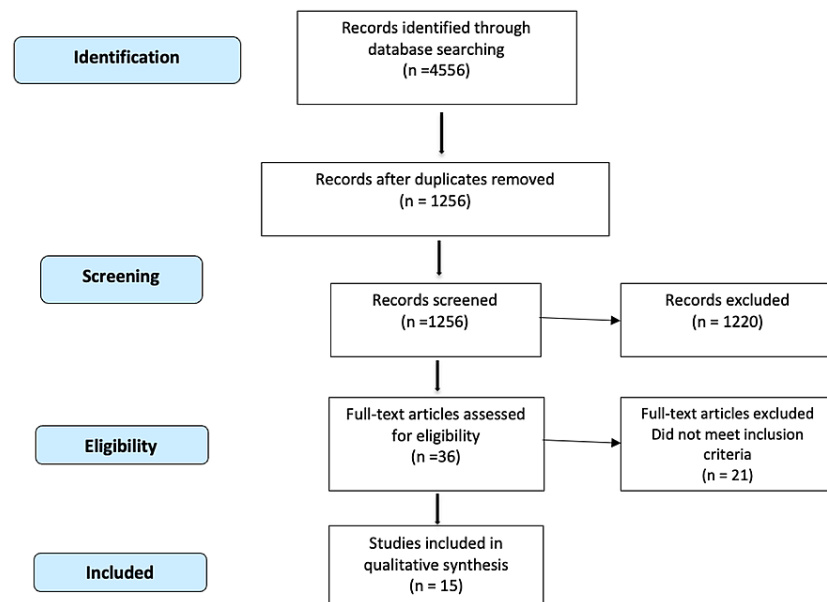 Identification
Records identified through
database searching
(n =4556)
Records after duplicates removed
(n = 1256)
Screening
Records screened
(n =1256)
Records excluded
(n = 1220)
Eligibility
Full-text articles assessed
for eligibility
(n =36)
Full-text articles excluded
Did not meet inclusion
criteria
(n = 21)
Included
Studies included in
qualitative synthesis
(n = 15)